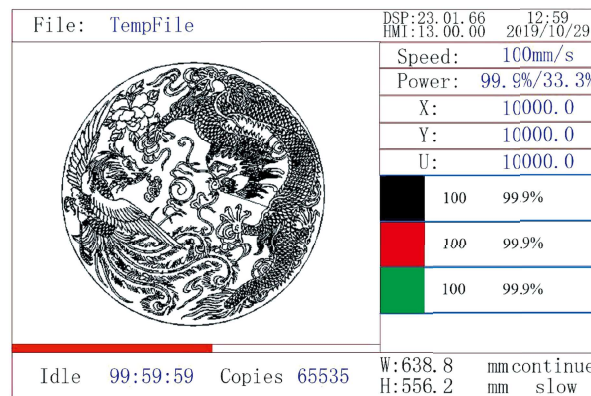 File: TempFile
DSP:23.01.66 12:59
HMI:13.00.00 2019/10/29
Speed: 100mm/s
Power: 99.9%/33.3%
X: 10000.0
Y: 10000.0
U: 10000.0
100 99.9%
100 99.9%
100 99.9%
Idle 99:59:59 Copies 65535
W:638.8 mm continue
H:556.2 mm slow